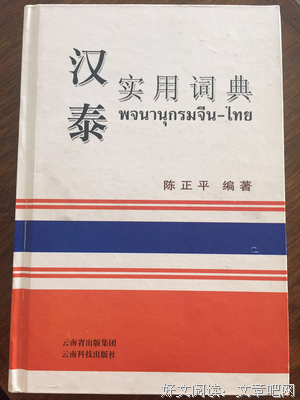 汉泰
实用词典
พจนานุกรมจีน-ไทย
陈正平 编著
云南省出版集团
云南科技出版社
好文阅读，文章吧网